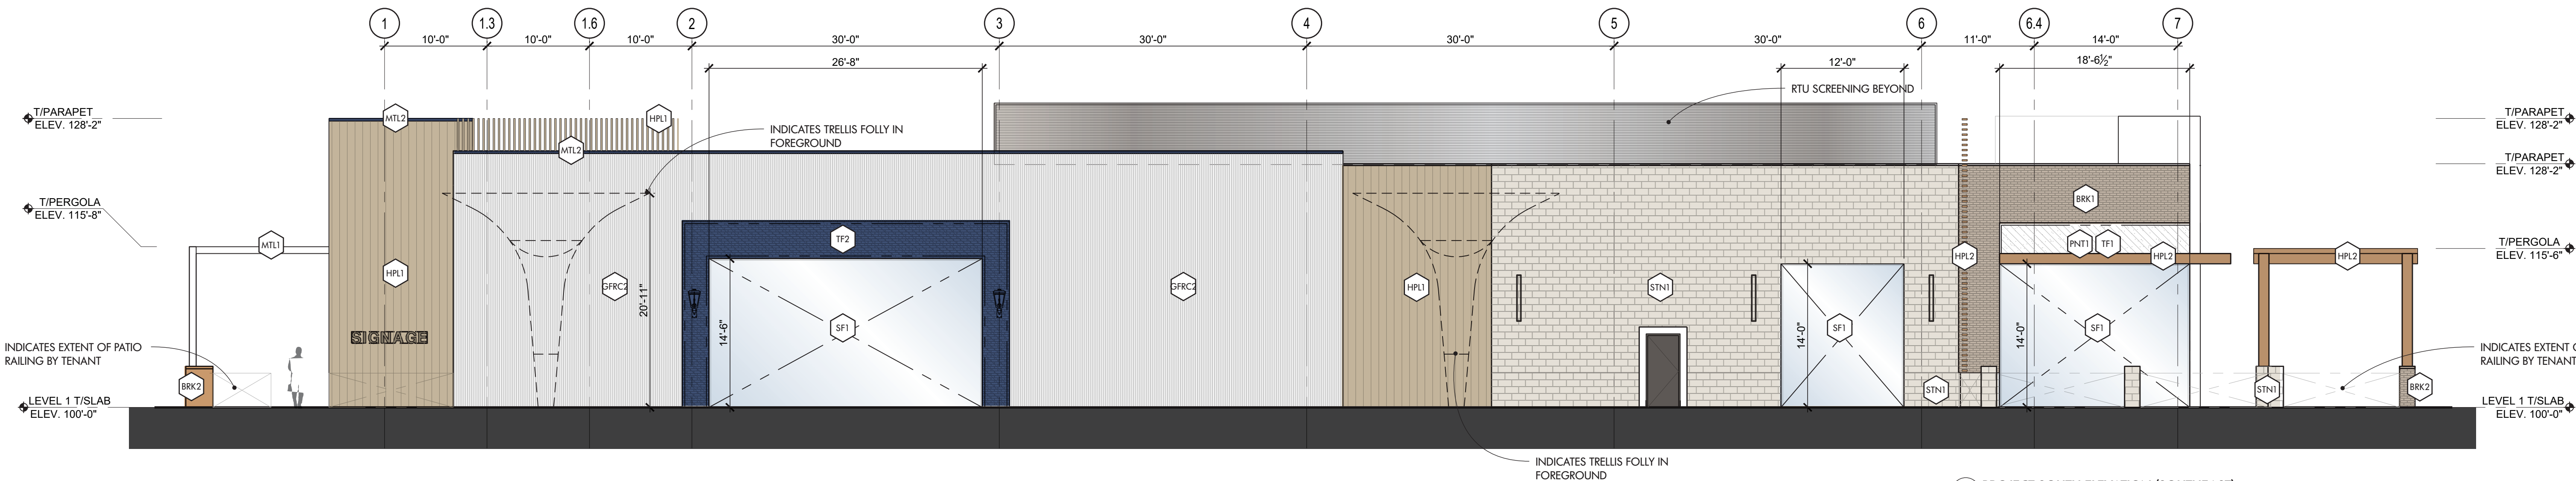 1
1.3
1.6
2
3
4
5
6
6.4
7
10'-0"
10'-0"
10'-0"
30'-0"
30'-0"
30'-0"
30'-0"
11'-0"
14'-0"
26'-8"
12'-0"
18'-6½"
RTU SCREENING BEYOND
T/PARAPET
ELEV. 128'-2"
MTL2
HPL1
MTL2
INDICATES TRELLIS FOLLY IN
FOREGROUND
T/PARAPET
ELEV. 128'-2"
T/PARAPET
ELEV. 128'-2"
T/PERGOLA
ELEV. 115'-8"
MTL1
HPL1
GFRC2
20'-11"
TF2
14'-6"
SF1
GFRC2
HPL1
STN1
14'-0"
SF1
HPL2
BRK1
PNT1
TF1
HPL2
14'-0"
SF1
HPL2
T/PERGOLA
ELEV. 115'-6"
SIGNAGE
INDICATES EXTENT OF PATIO
RAILING BY TENANT
BRK2
STN1
STN1
BRK2
INDICATES EXTENT
RAILING BY TENANT
LEVEL 1 T/SLAB
ELEV. 100'-0"
LEVEL 1 T/SLAB
ELEV. 100'-0"
INDICATES TRELLIS FOLLY IN
FOREGROUND